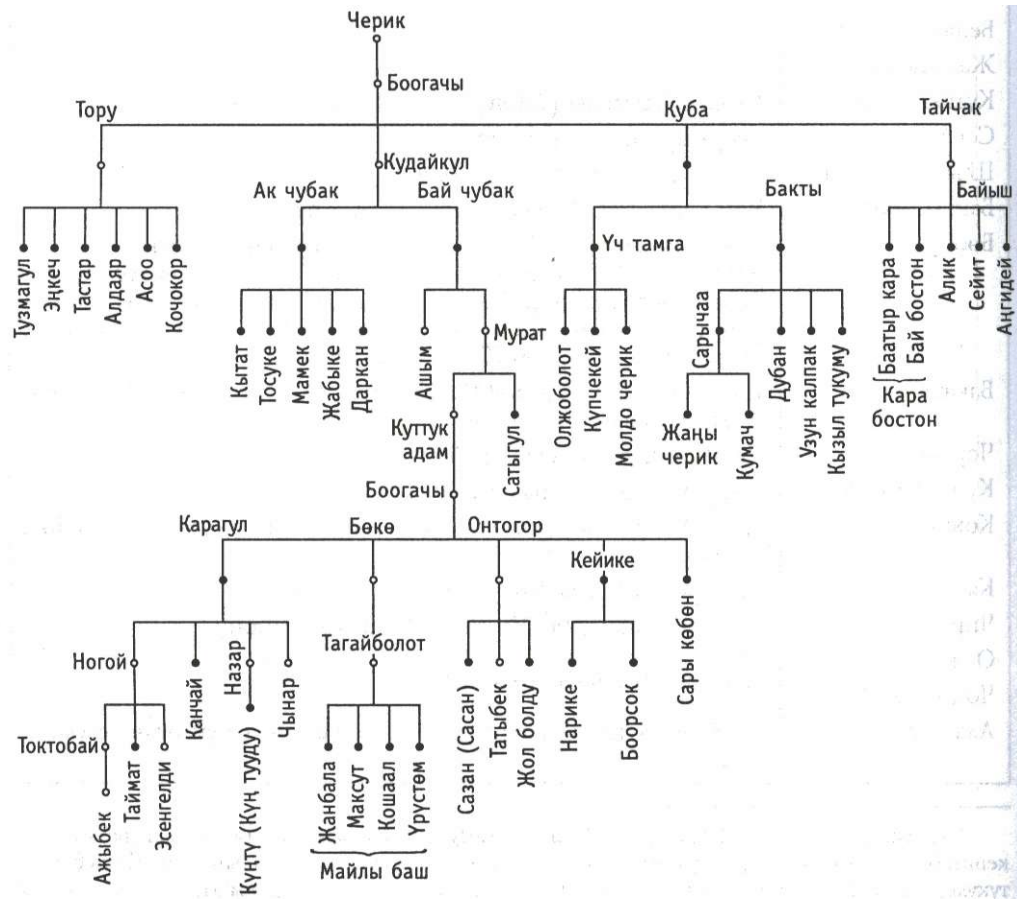 Черик
Боогачы
Тору
Куба
Тайчак
Кудайкул
Ак чубак
Бай чубак
Бакты
Байыш
Үч тамга
Тузмагул
Эңкеч
Тастар
Алдаяр
Асоо
Кочокор
Кытат
Тосуке
Мамек
Жабыке
Даркан
Ашым
Мурат
Олжоболот
Күпчекей
Молдо черик
Сарычаа
Дубан
Узун калпак
Кызыл тукуму
Баатыр кара
Бай бостон
Алик
Сейит
Аңгидей
Кара
бостон
Куттук
адам
Сатыгул
Жаңы
черик
Кумач
Боогачы
Карагул
Бөкө
Онтогор
Кейике
Сары көбөн
Ногой
Канчай
Назар
Чынар
Тагайболот
Сазан (Сасан)
Татыбек
Жол болду
Нарике
Боорсок
Токтобай
Таймат
Эсенгелди
Күңтү (Күң тууду)
Ажыбек
Жанбала
Максут
Кошаал
Үрүстөм
Майлы баш